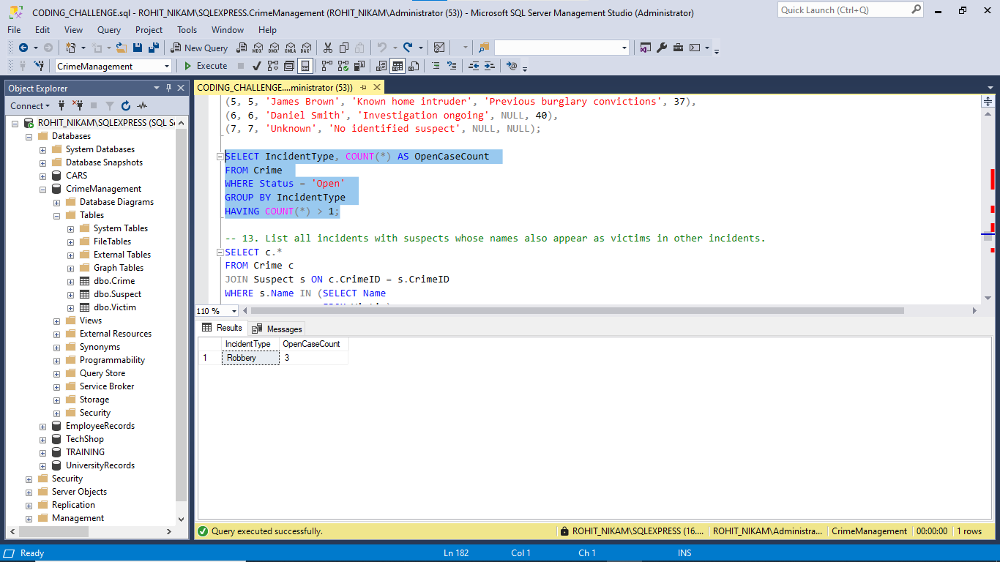 CODING_CHALLENGE.sql - ROHIT_NIKAM\SQLEXPRESS.CrimeManagement (ROHIT_NIKAM\Administrator (53)) - Microsoft SQL Server Management Studio (Administrator)
Quick Launch (Ctrl+Q)
File Edit View Query Project Tools Window Help
New Query MDX DMX XMLA DAX
CrimeManagement Execute
Object Explorer
Connect
ROHIT_NIKAM\SQLEXPRESS (SQL S
Databases
System Databases
Database Snapshots
CARS
CrimeManagement
Database Diagrams
Tables
System Tables
FileTables
External Tables
Graph Tables
dbo.Crime
dbo.Suspect
dbo.Victim
Views
External Resources
Synonyms
Programmability
Query Store
Service Broker
Storage
Security
EmployeeRecords
TechShop
TRAINING
UniversityRecords
Security
Server Objects
Replication
Management
CODING_CHALLENGE....ministrator (53))
(5, 5, 'James Brown', 'Known home intruder', 'Previous burglary convictions', 37),
(6, 6, 'Daniel Smith', 'Investigation ongoing', NULL, 40),
(7, 7, 'Unknown', 'No identified suspect', NULL, NULL);
SELECT IncidentType, COUNT(*) AS OpenCaseCount
FROM Crime
WHERE Status = 'Open'
GROUP BY IncidentType
HAVING COUNT(*) > 1;
-- 13. List all incidents with suspects whose names also appear as victims in other incidents.
SELECT c.*
FROM Crime c
JOIN Suspect s ON c.CrimeID = s.CrimeID
WHERE s.Name IN (SELECT Name
110 %
Results Messages
IncidentType OpenCaseCount
1 Robbery 3
Query executed successfully.
ROHIT_NIKAM\SQLEXPRESS (16.... ROHIT_NIKAM\Administra... CrimeManagement 00:00:00 1 rows
Ready Ln 182 Col 1 Ch 1 INS